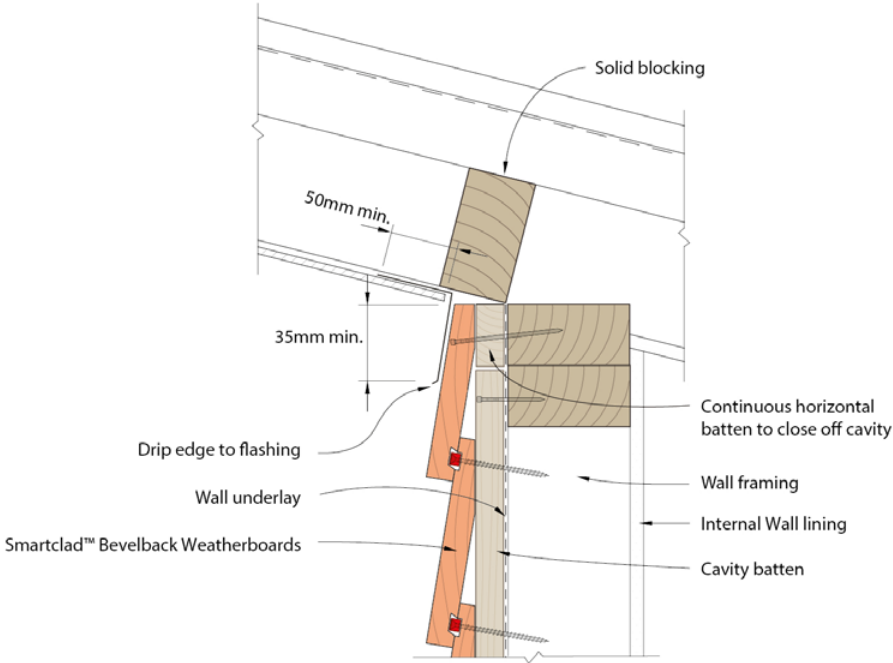 Solid blocking
50mm min.
35mm min.
Continuous horizontal
batten to close off cavity
Drip edge to flashing
Wall framing
Wall underlay
Internal Wall lining
Smartclad™ Bevelback Weatherboards
Cavity batten